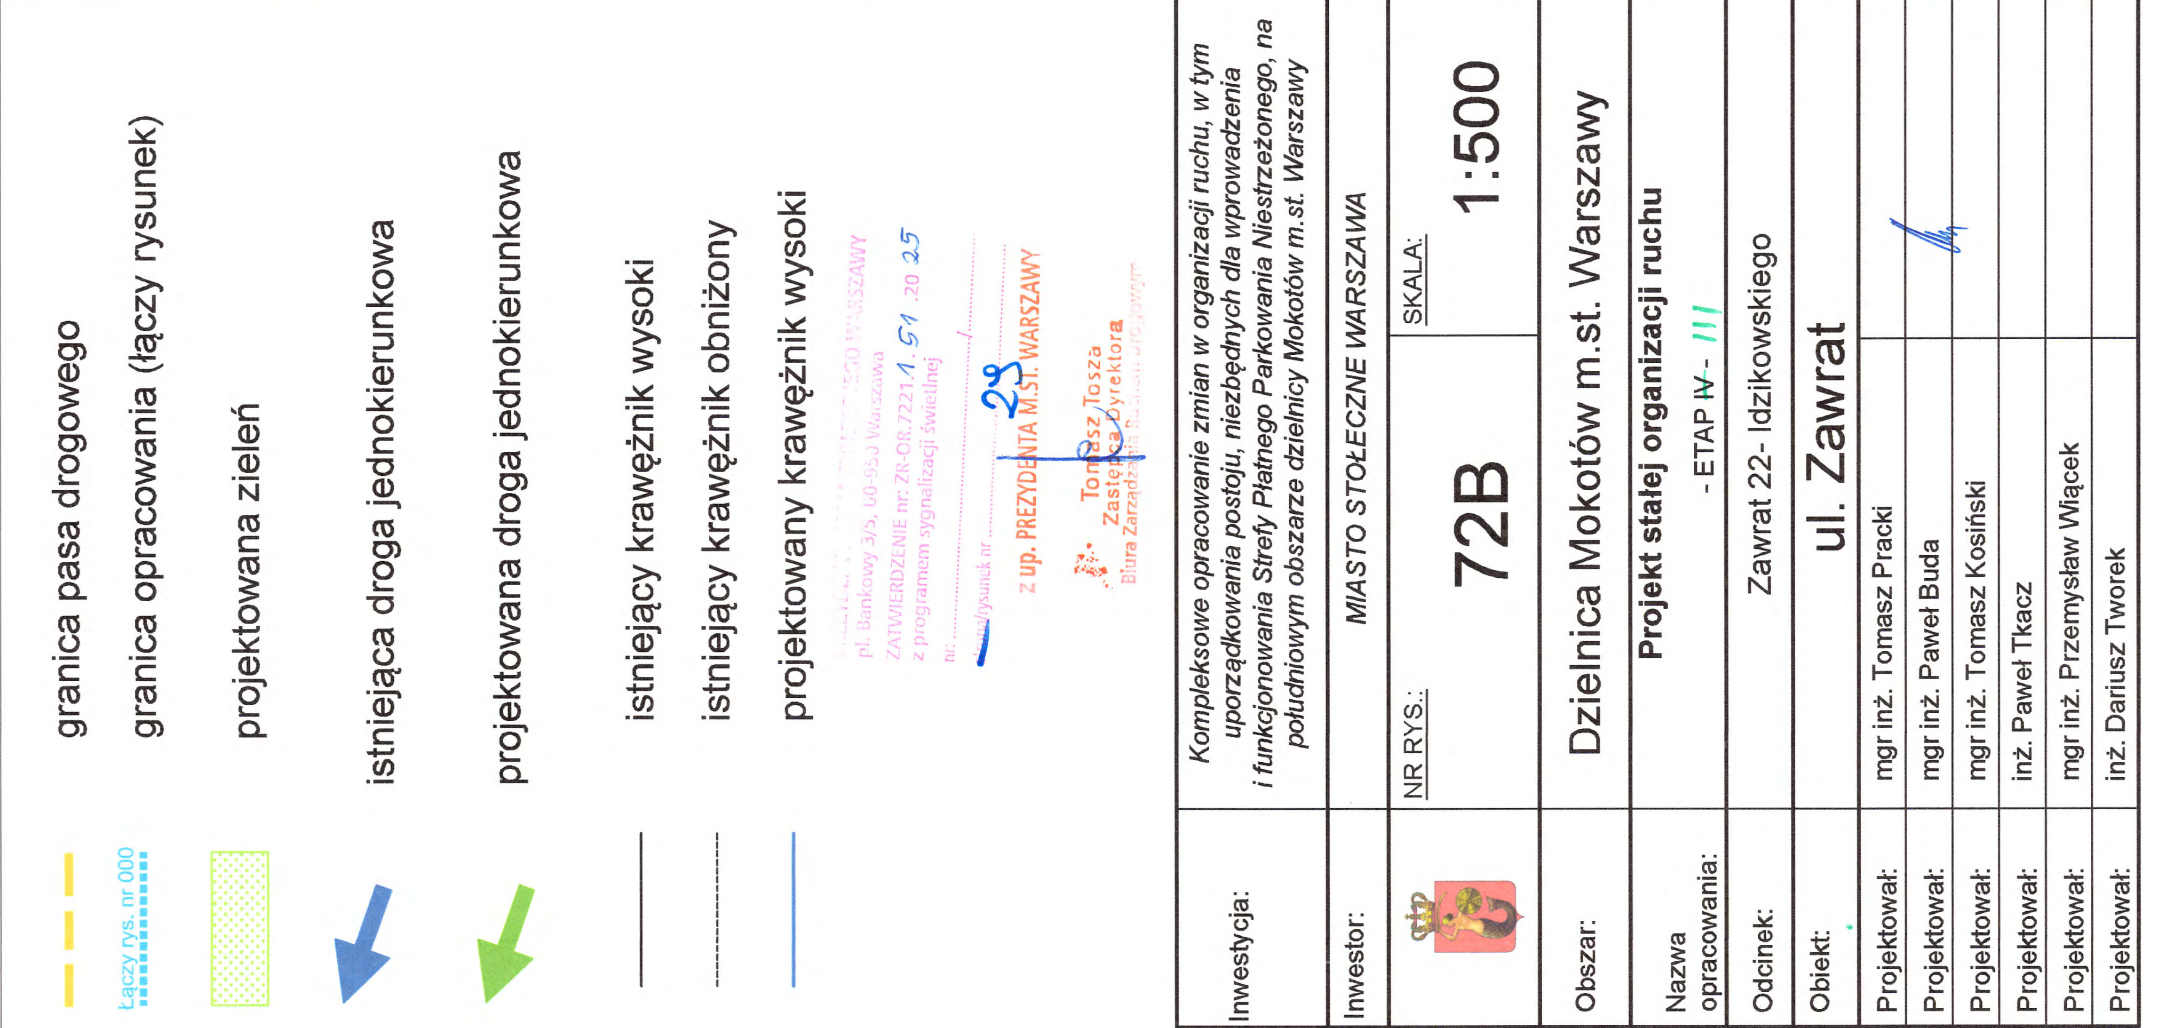 granica pasa drogowego
Łączy rys. nr 000
granica opracowania (łączy rysunek)
projektowana zieleń
istniejąca droga jednokierunkowa
projektowana droga jednokierunkowa
istniejący krawężnik wysoki
istniejący krawężnik obniżony
projektowany krawężnik wysoki
WARSZAWY
pl. Bankowy 3/5, 00-950 Warszawa
ZATWIERDZENIE nr: ZR-OR.7221.1.51.2025
z programem sygnalizacji świetlnej
nr.
/rysunek nr 29
z up. PREZYDENTA M.ST. WARSZAWY
Tomasz Tosza
Zastępca Dyrektora
Biura Zarządzania Ruchem Drogowym
Inwestycja:
Kompleksowe opracowanie zmian w organizacji ruchu, w tym
uporządkowania postoju, niezbędnych dla wprowadzenia
i funkcjonowania Strefy Płatnego Parkowania Niestrzeżonego, na
południowym obszarze dzielnicy Mokotów m.st. Warszawy
Inwestor:
MIASTO STOŁECZNE WARSZAWA
NR RYS.:
72B
SKALA:
1:500
Obszar:
Dzielnica Mokotów m.st. Warszawy
Nazwa
opracowania:
Projekt stałej organizacji ruchu
- ETAP IV - III
Odcinek:
Zawrat 22- Idzikowskiego
Obiekt:
ul. Zawrat
Projektował: mgr inż. Tomasz Pracki
Projektował: mgr inż. Paweł Buda
Projektował: mgr inż. Tomasz Kosiński
Projektował: inż. Paweł Tkacz
Projektował: mgr inż. Przemysław Wiącek
Projektował: inż. Dariusz Tworek